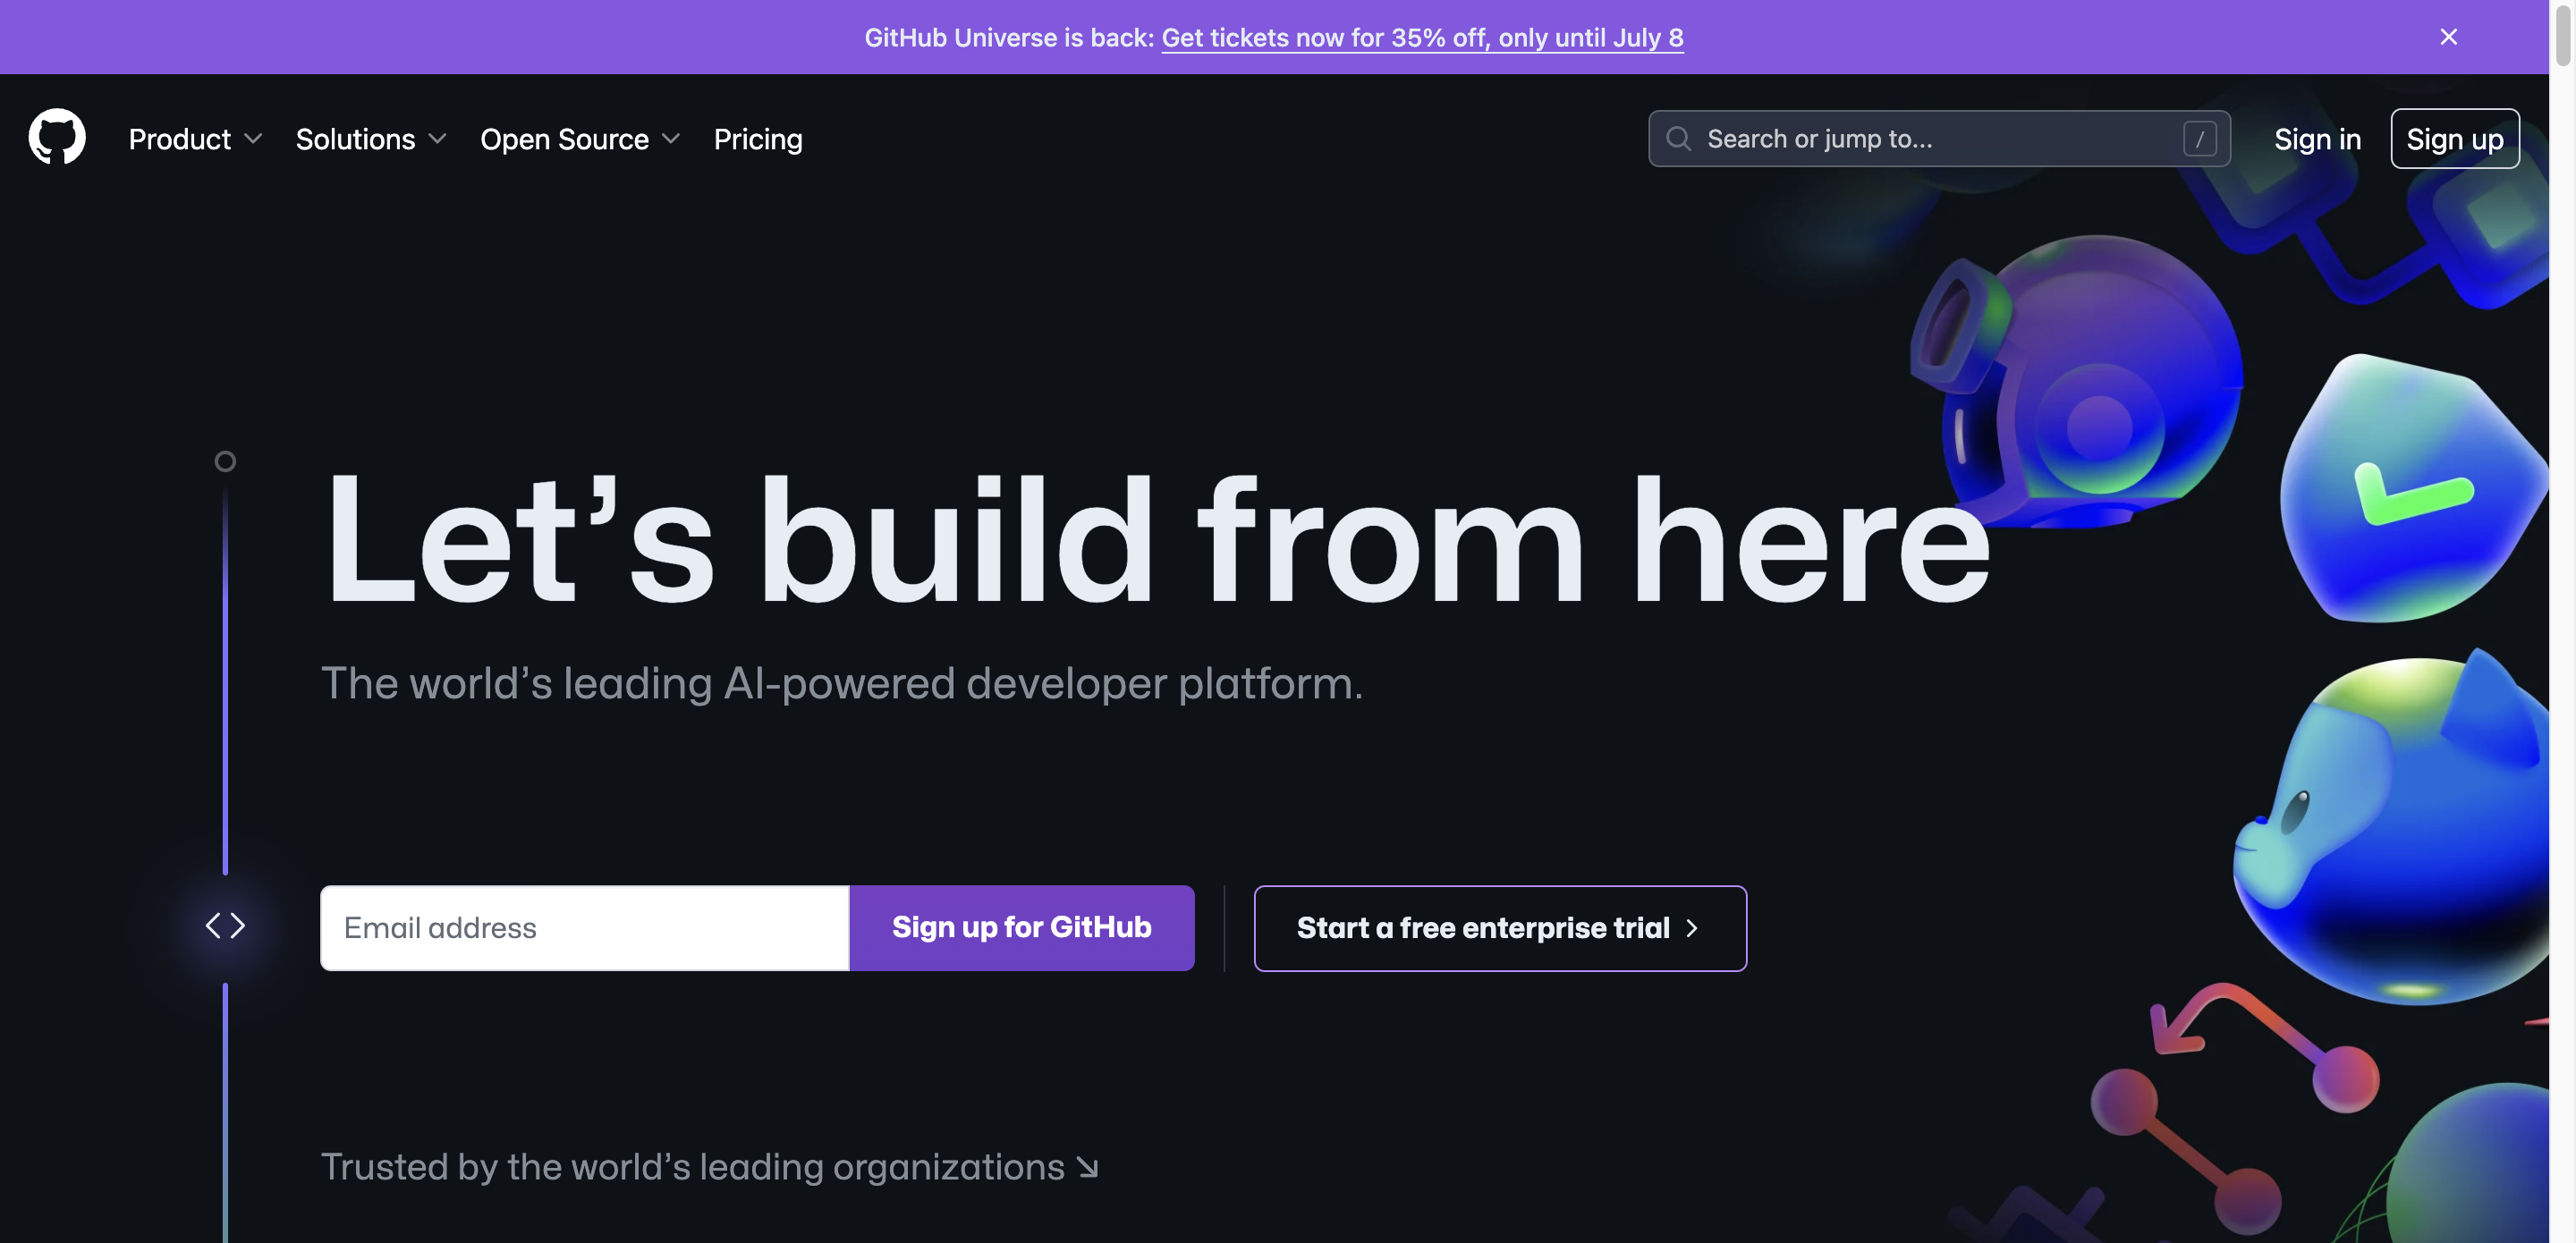 GitHub Universe is back: Get tickets now for 35% off, only until July 8
Product Solutions Open Source Pricing Search or jump to... / Sign in Sign up
Let’s build from here
The world’s leading AI-powered developer platform.
Email address Sign up for GitHub Start a free enterprise trial
Trusted by the world’s leading organizations